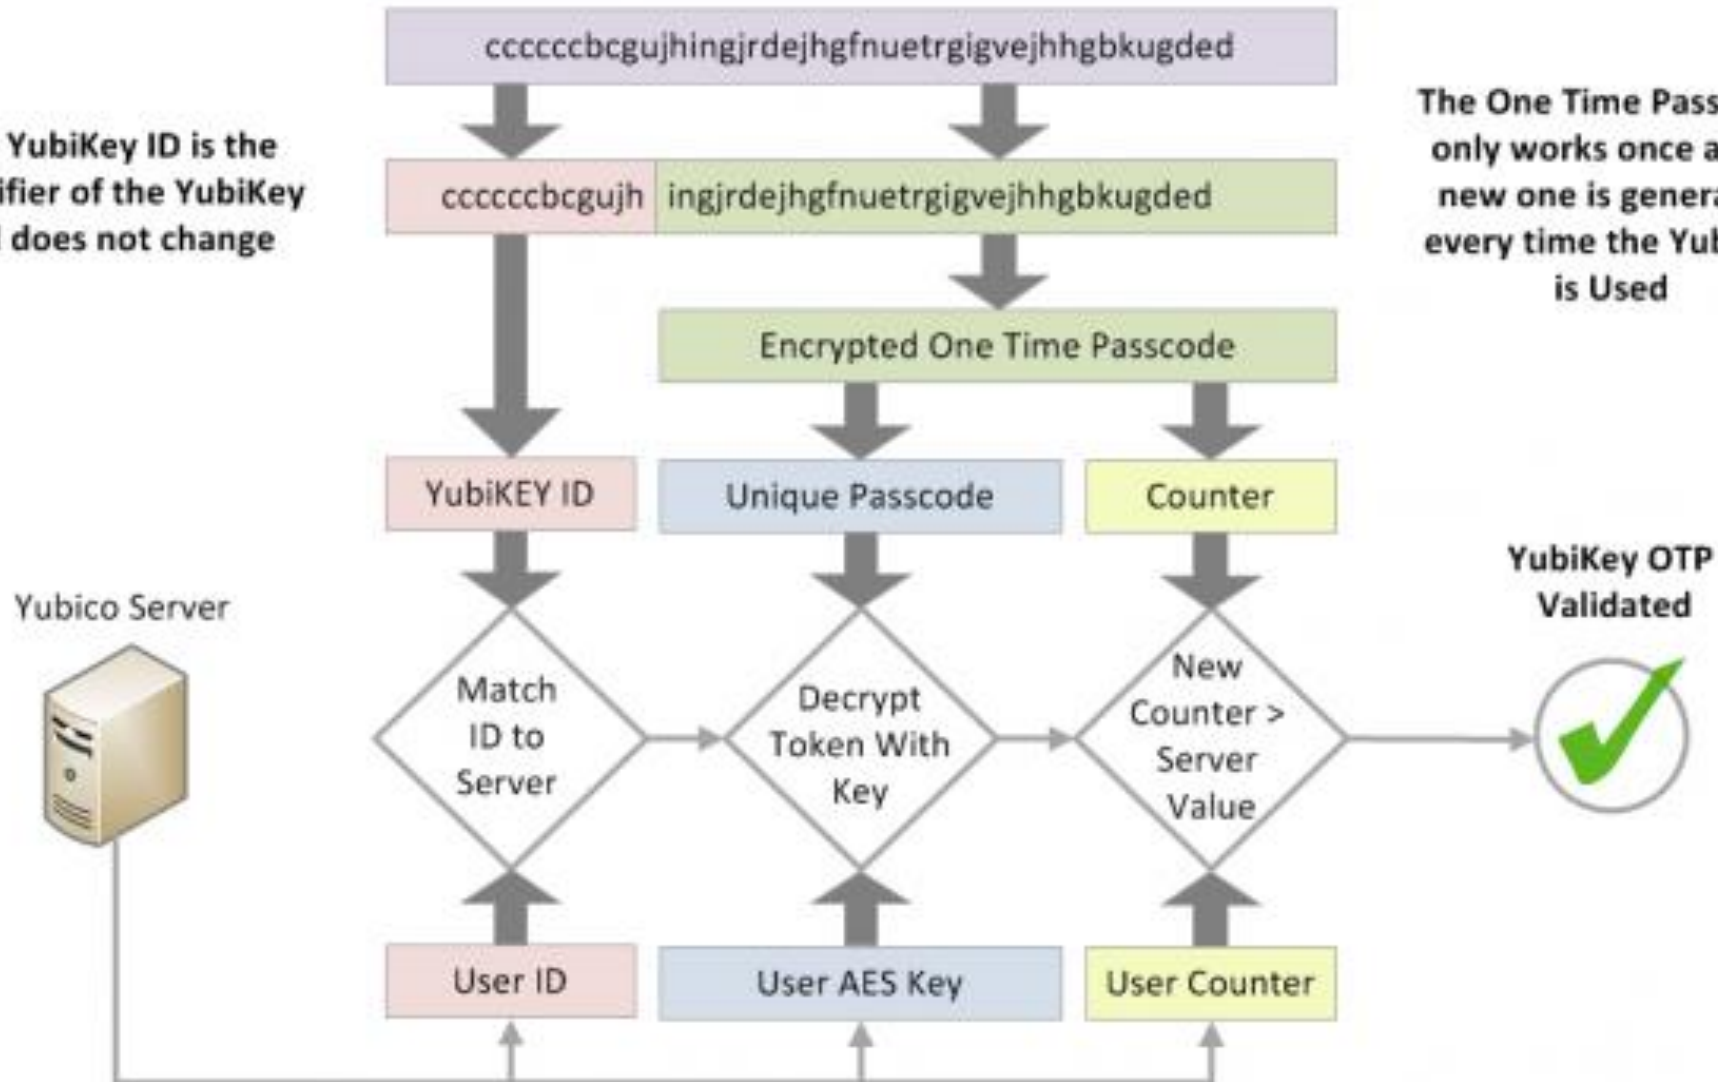 ccccccbcgujhingjrdejhgfnuetrgigvejhhgbkugded
YubiKey ID is the
ifier of the YubiKey
does not change
ccccccbcgujh
ingjrdejhgfnuetrgigvejhhgbkugded
The One Time Pass
only works once a
new one is genera
every time the Yub
is Used
Encrypted One Time Passcode
YubiKEY ID
Unique Passcode
Counter
Yubico Server
Match
ID to
Server
Decrypt
Token With
Key
New
Counter >
Server
Value
YubiKey OTP
Validated
User ID
User AES Key
User Counter